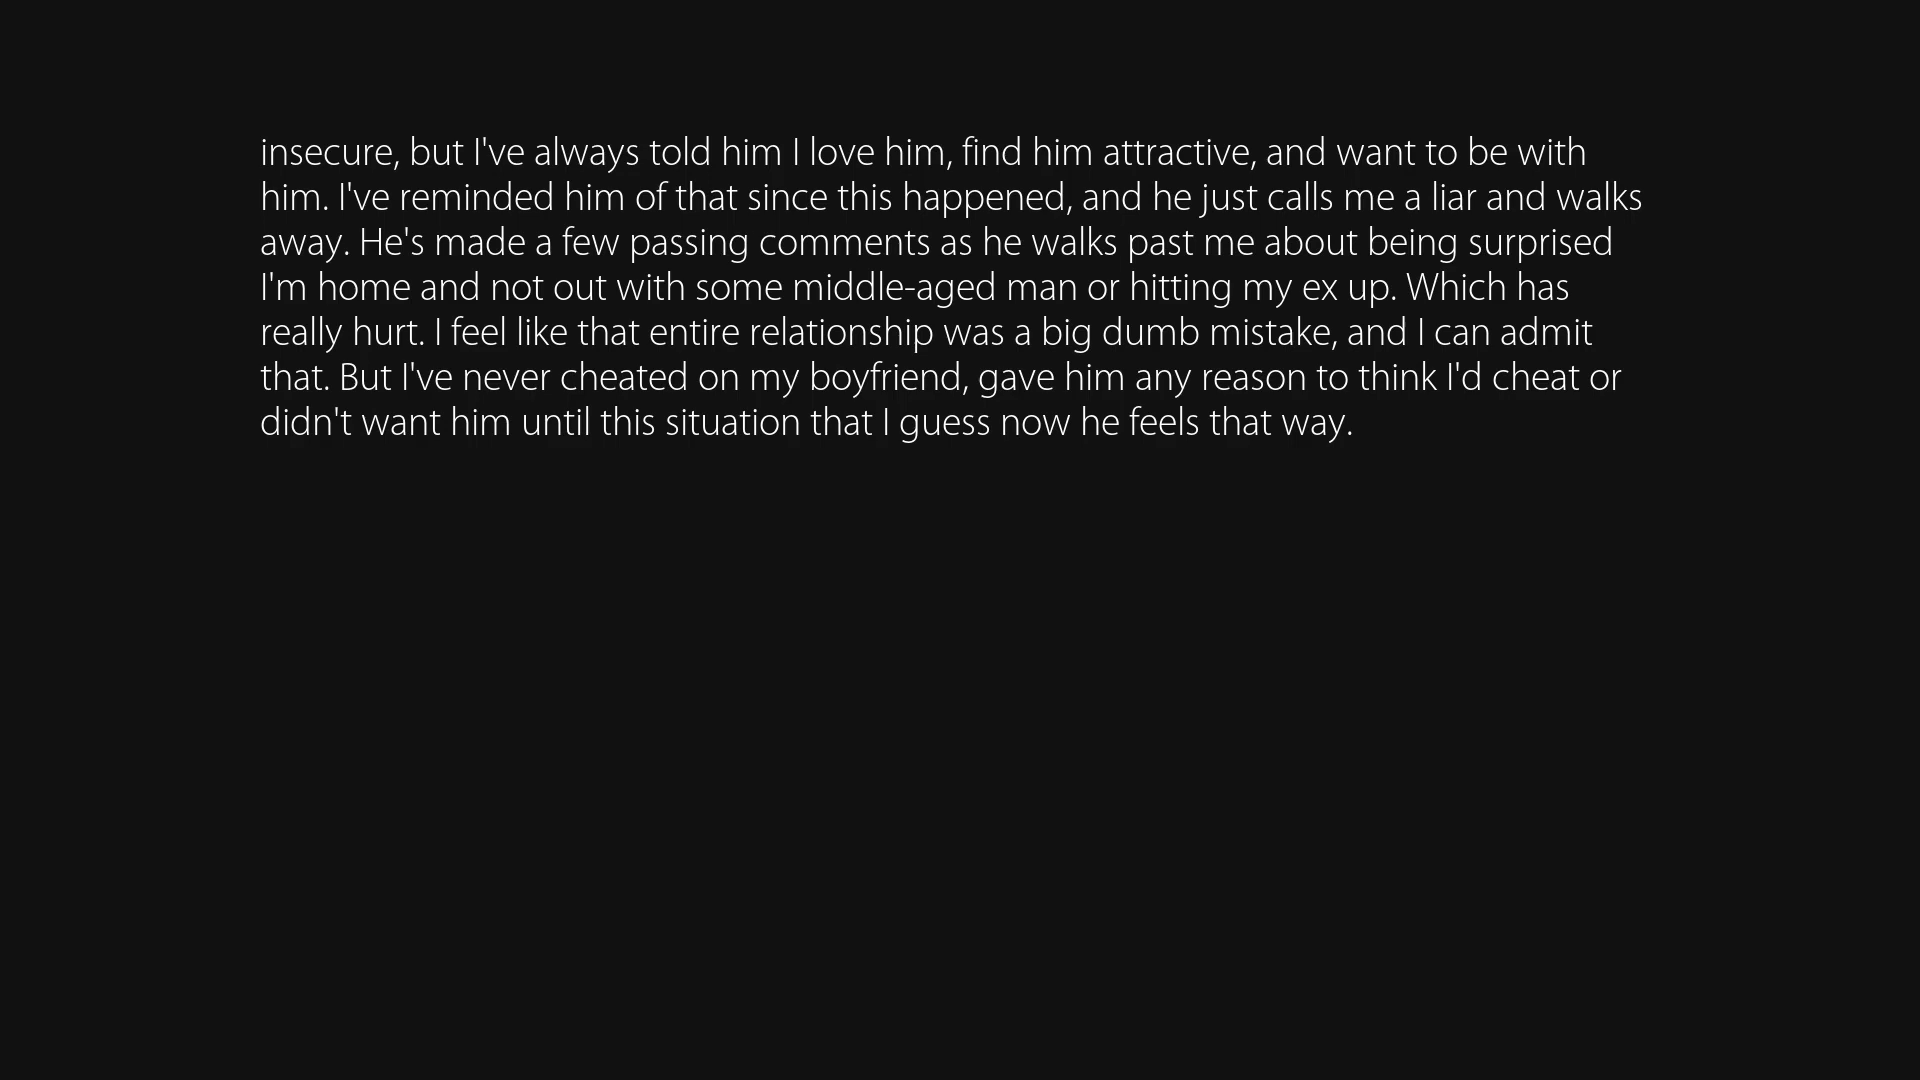 insecure, but I've always told him I love him, find him attractive, and want to be with
him. I've reminded him of that since this happened, and he just calls me a liar and walks
away. He's made a few passing comments as he walks past me about being surprised
I'm home and not out with some middle-aged man or hitting my ex up. Which has
really hurt. I feel like that entire relationship was a big dumb mistake, and I can admit
that. But I've never cheated on my boyfriend, gave him any reason to think I'd cheat or
didn't want him until this situation that I guess now he feels that way.